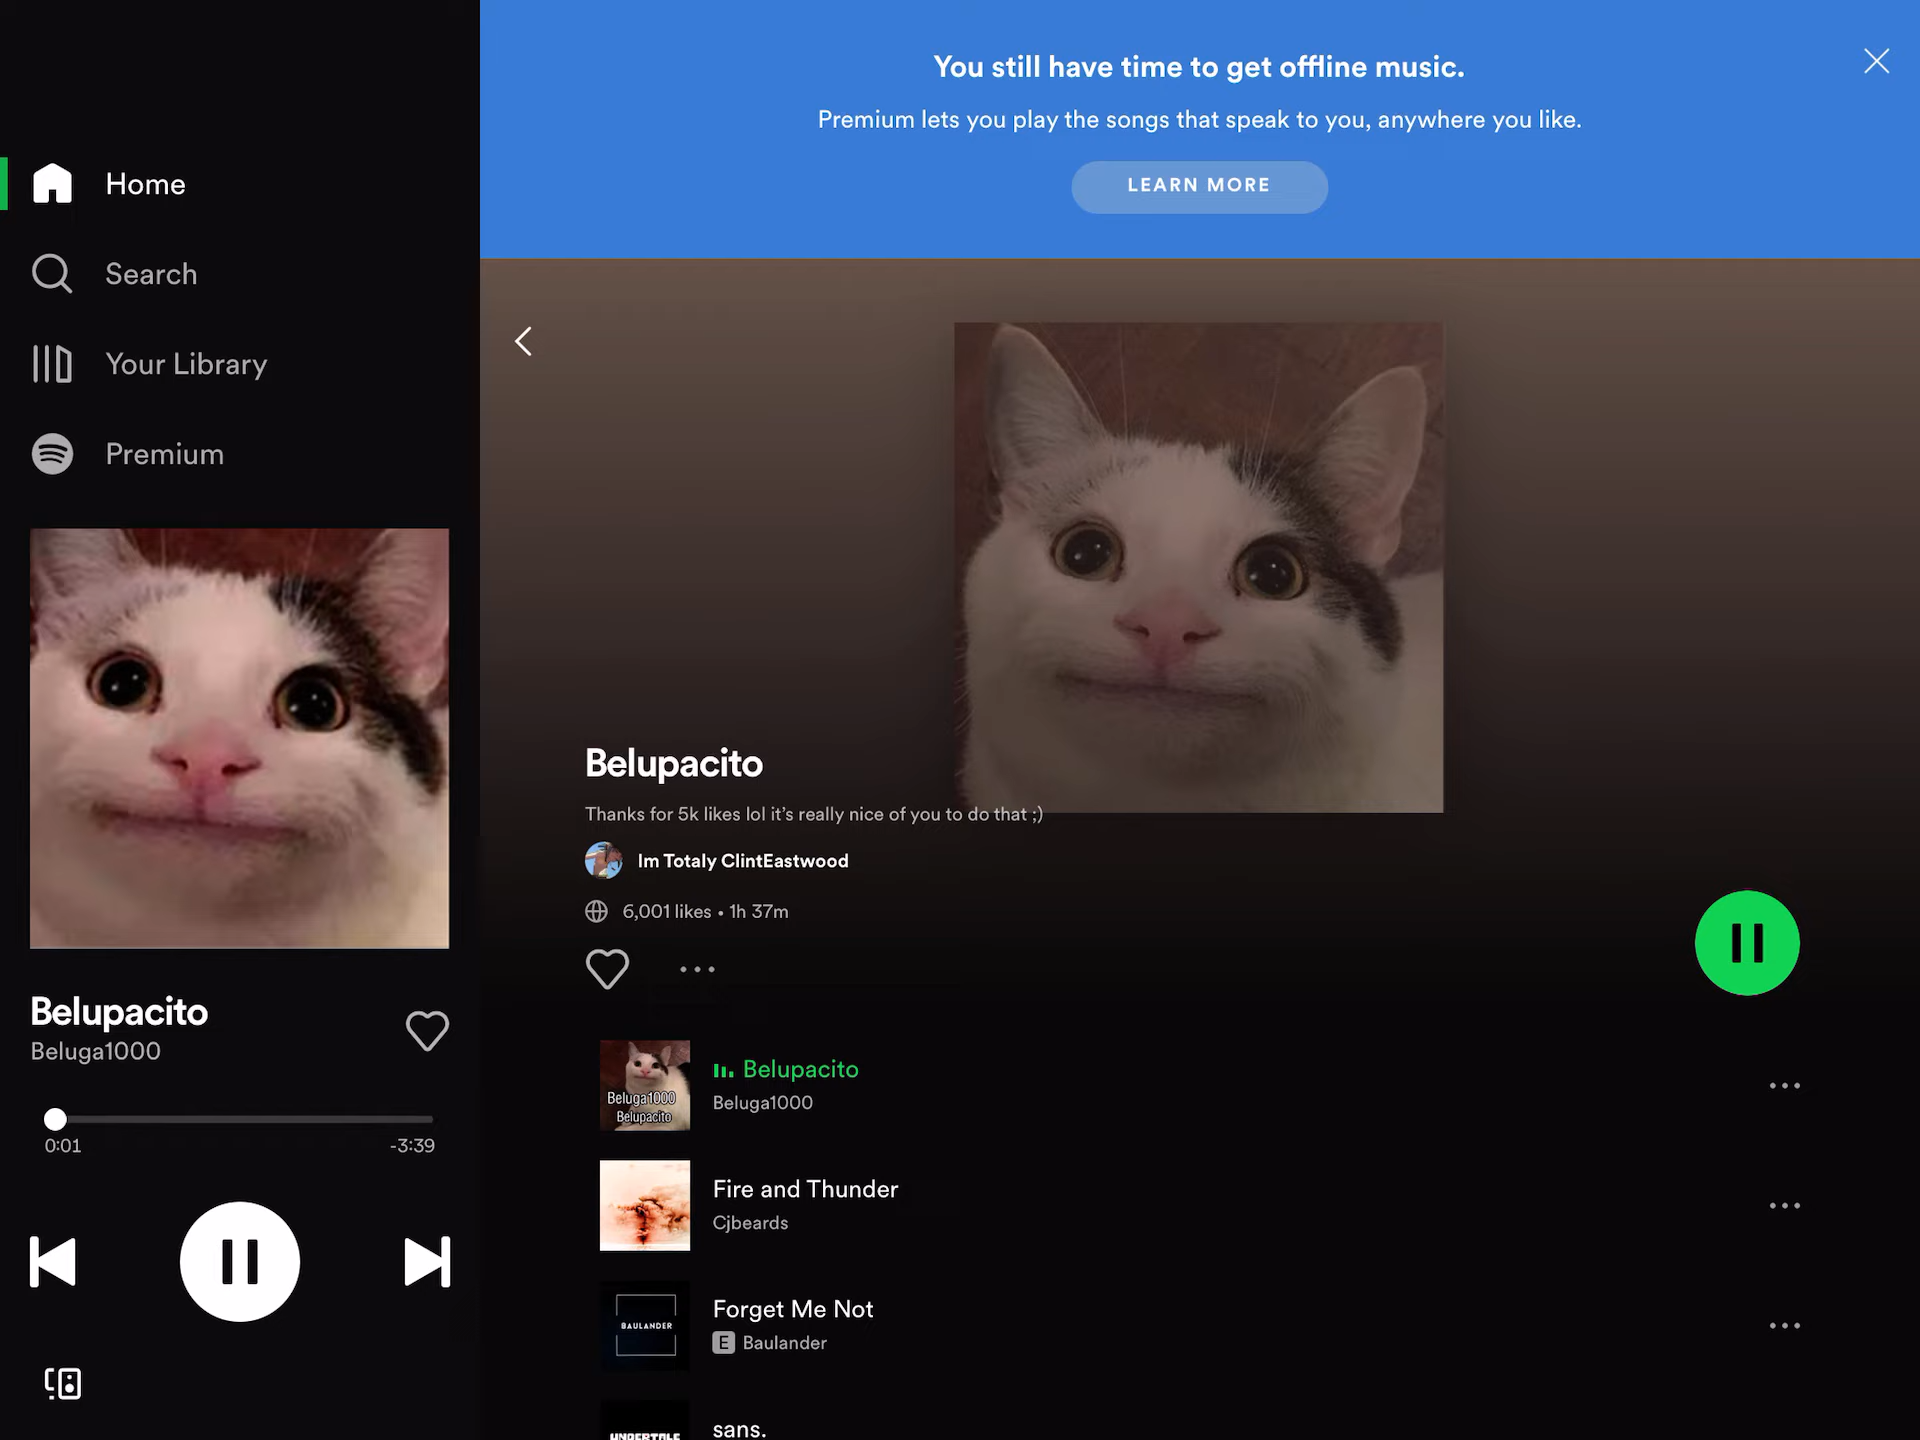 Home
Search
Your Library
Premium
Belupacito
Beluga1000
0:01
-3:39
You still have time to get offline music.
Premium lets you play the songs that speak to you, anywhere you like.
LEARN MORE
Belupacito
Thanks for 5k likes lol it’s really nice of you to do that ;)
Im Totaly ClintEastwood
6,001 likes • 1h 37m
Beluga1000
Belupacito
Belupacito
Beluga1000
Fire and Thunder
Cjbeards
BAULANDER
Forget Me Not
E Baulander
UNDERTALE
sans.